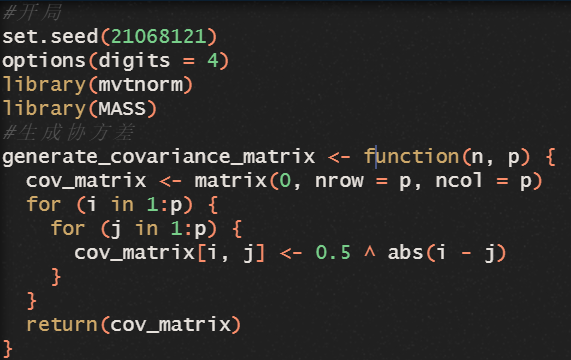 #开局
set.seed(21068121)
options(digits = 4)
library(mvtnorm)
library(MASS)
#生成协方差
generate_covariance_matrix <- function(n, p) {
  cov_matrix <- matrix(0, nrow = p, ncol = p)
  for (i in 1:p) {
    for (j in 1:p) {
      cov_matrix[i, j] <- 0.5 ^ abs(i - j)
    }
  }
  return(cov_matrix)
}